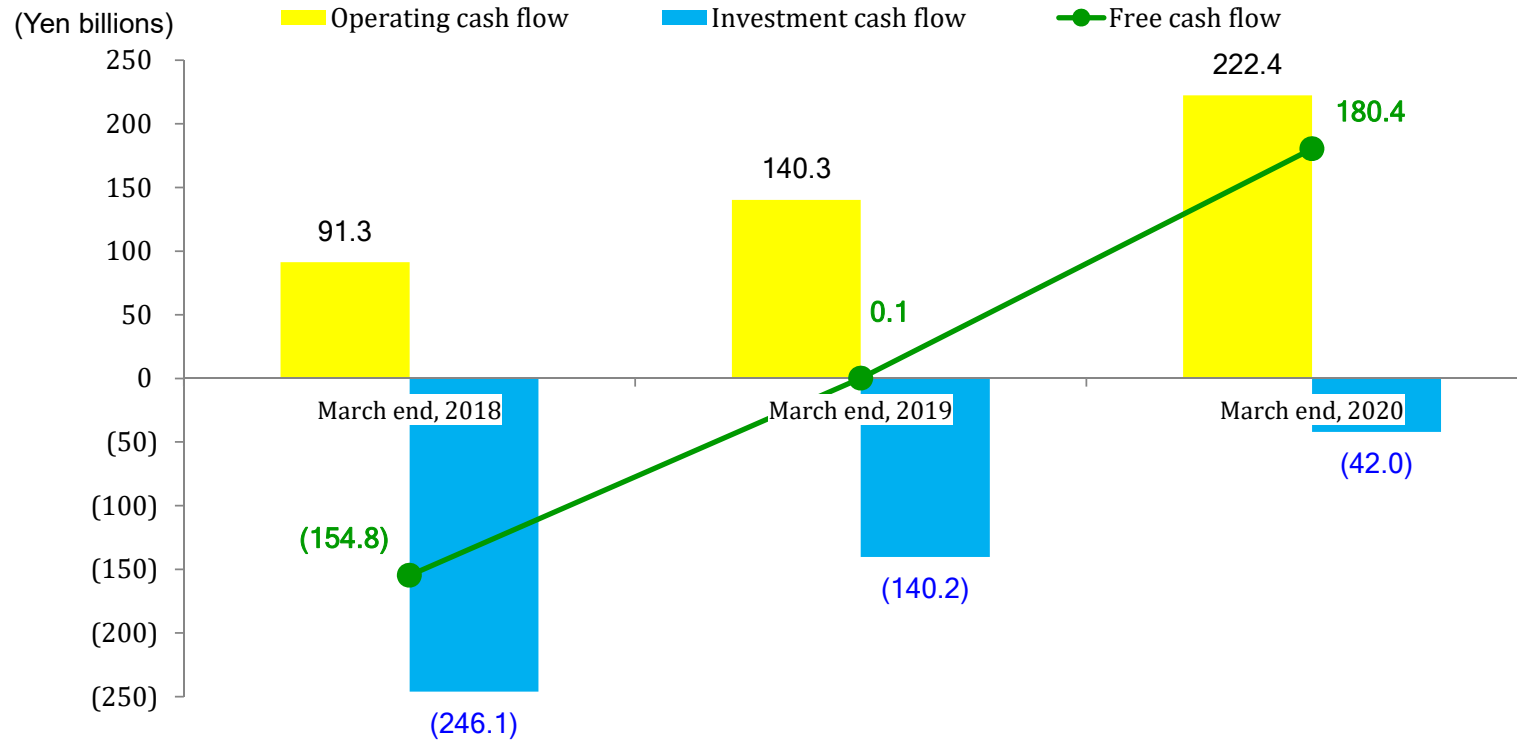 (Yen billions)
Operating cash flow
Investment cash flow
Free cash flow
250
200
150
100
50
0
(50)
(100)
(150)
(200)
(250)
91.3
140.3
222.4
(154.8)
0.1
180.4
March end, 2018
March end, 2019
March end, 2020
(246.1)
(140.2)
(42.0)